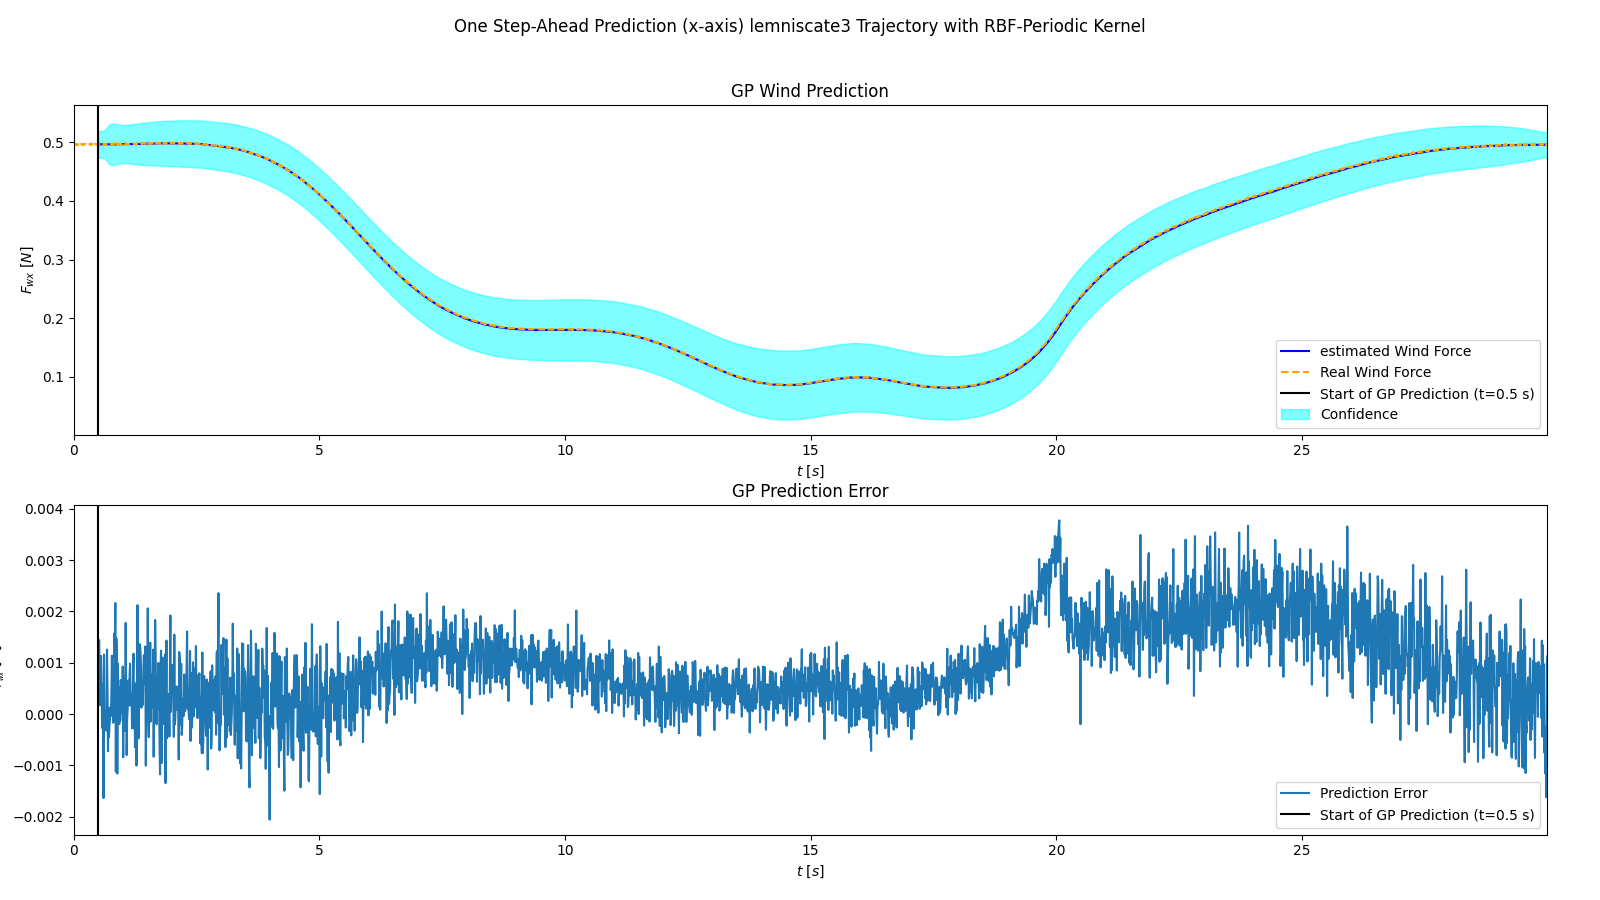 One Step-Ahead Prediction (x-axis) lemniscate3 Trajectory with RBF-Periodic Kernel
GP Wind Prediction
0.5
0.4
0.3
0.2
0.1
F_wx [N]
estimated Wind Force
Real Wind Force
Start of GP Prediction (t=0.5 s)
Confidence
0 5 10 15 20 25
t [s]
GP Prediction Error
0.004
0.003
0.002
0.001
0.000
−0.001
−0.002
Prediction Error
Start of GP Prediction (t=0.5 s)
0 5 10 15 20 25
t [s]